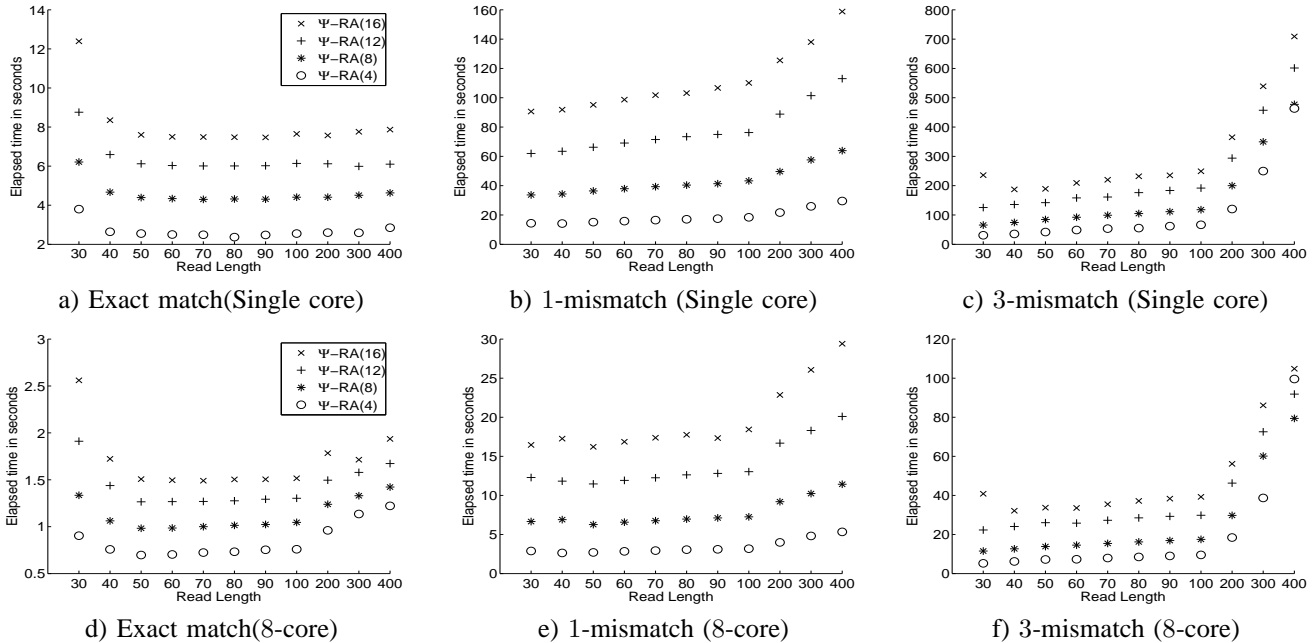 14
12
10
8
6
4
2
Elapsed time in seconds
× Ψ−RA(16)
+ Ψ−RA(12)
∗ Ψ−RA(8)
○ Ψ−RA(4)
30 40 50 60 70 80 90 100 200 300 400
Read Length
a) Exact match(Single core)
160
140
120
100
80
60
40
20
0
Elapsed time in seconds
30 40 50 60 70 80 90 100 200 300 400
Read Length
b) 1-mismatch (Single core)
800
700
600
500
400
300
200
100
0
Elapsed time in seconds
30 40 50 60 70 80 90 100 200 300 400
Read Length
c) 3-mismatch (Single core)
3
2.5
2
1.5
1
0.5
Elapsed time in seconds
× Ψ−RA(16)
+ Ψ−RA(12)
∗ Ψ−RA(8)
○ Ψ−RA(4)
30 40 50 60 70 80 90 100 200 300 400
Read Length
d) Exact match(8-core)
30
25
20
15
10
5
0
Elapsed time in seconds
30 40 50 60 70 80 90 100 200 300 400
Read Length
e) 1-mismatch (8-core)
120
100
80
60
40
20
0
Elapsed time in seconds
30 40 50 60 70 80 90 100 200 300 400
Read Length
f) 3-mismatch (8-core)